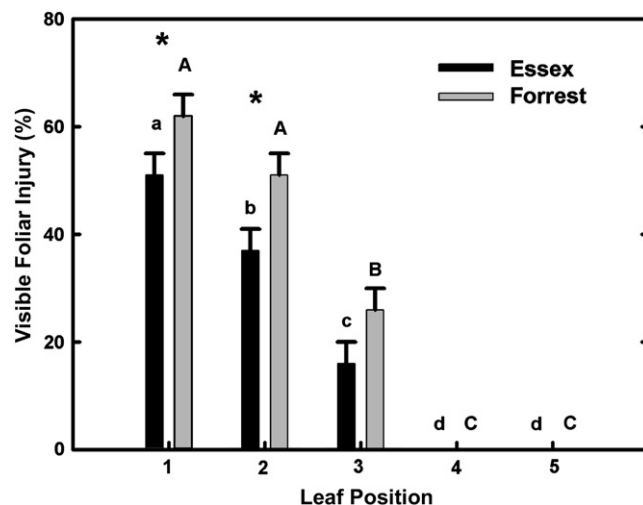 80
60
40
20
0
Visible Foliar Injury (%)
* A
a
* A
b
B
c
d C d C
Essex
Forrest
1 2 3 4 5
Leaf Position